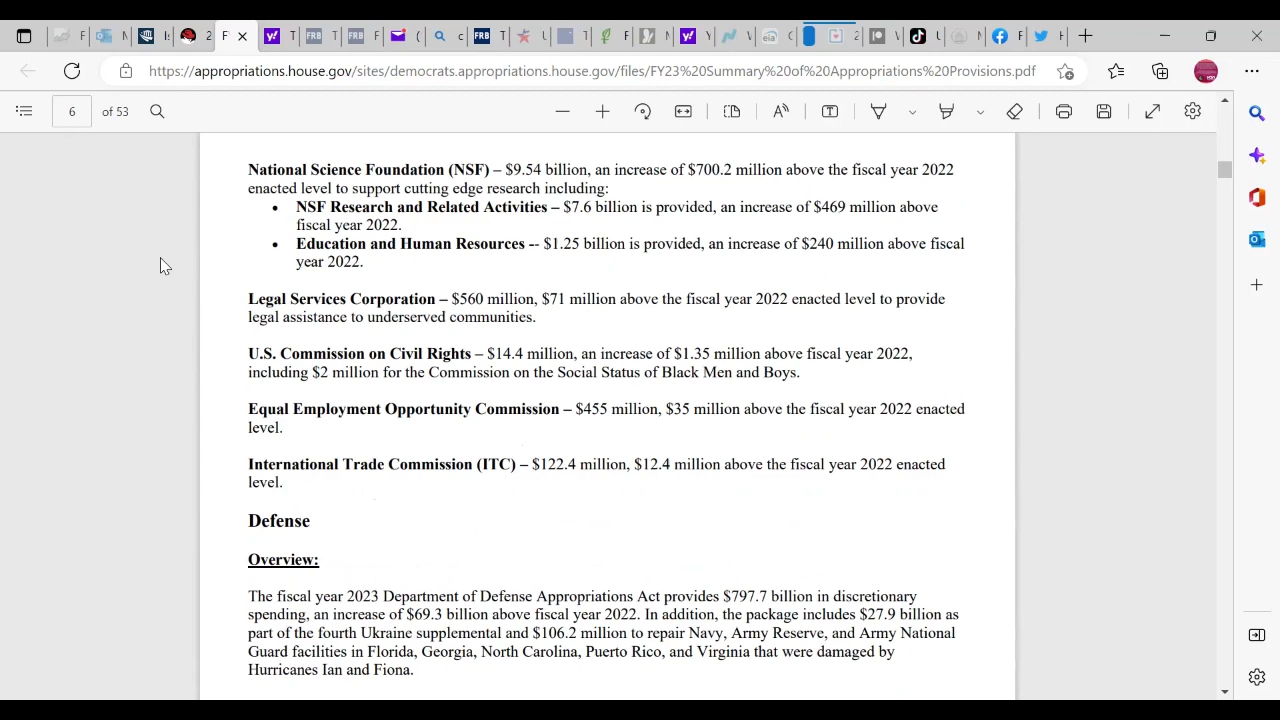 https://appropriations.house.gov/sites/democrats.appropriations.house.gov/files/FY23%20Summary%20of%20Appropriations%20Provisions.pdf
6 of 53
National Science Foundation (NSF) – $9.54 billion, an increase of $700.2 million above the fiscal year 2022
enacted level to support cutting edge research including:
• NSF Research and Related Activities – $7.6 billion is provided, an increase of $469 million above
fiscal year 2022.
• Education and Human Resources -- $1.25 billion is provided, an increase of $240 million above fiscal
year 2022.
Legal Services Corporation – $560 million, $71 million above the fiscal year 2022 enacted level to provide
legal assistance to underserved communities.
U.S. Commission on Civil Rights – $14.4 million, an increase of $1.35 million above fiscal year 2022,
including $2 million for the Commission on the Social Status of Black Men and Boys.
Equal Employment Opportunity Commission – $455 million, $35 million above the fiscal year 2022 enacted
level.
International Trade Commission (ITC) – $122.4 million, $12.4 million above the fiscal year 2022 enacted
level.
Defense
Overview:
The fiscal year 2023 Department of Defense Appropriations Act provides $797.7 billion in discretionary
spending, an increase of $69.3 billion above fiscal year 2022. In addition, the package includes $27.9 billion as
part of the fourth Ukraine supplemental and $106.2 million to repair Navy, Army Reserve, and Army National
Guard facilities in Florida, Georgia, North Carolina, Puerto Rico, and Virginia that were damaged by
Hurricanes Ian and Fiona.